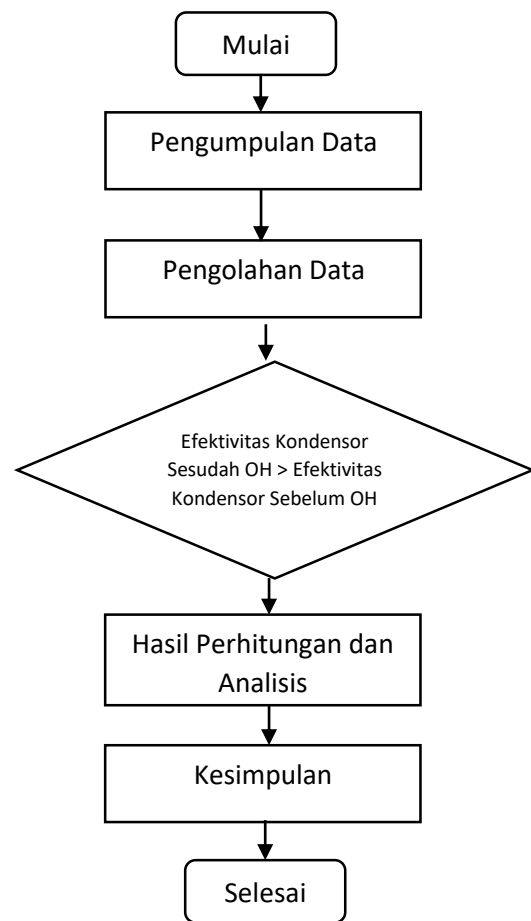 Mulai
Pengumpulan Data
Pengolahan Data
Efektivitas Kondensor
Sesudah OH > Efektivitas
Kondensor Sebelum OH
Hasil Perhitungan dan
Analisis
Kesimpulan
Selesai